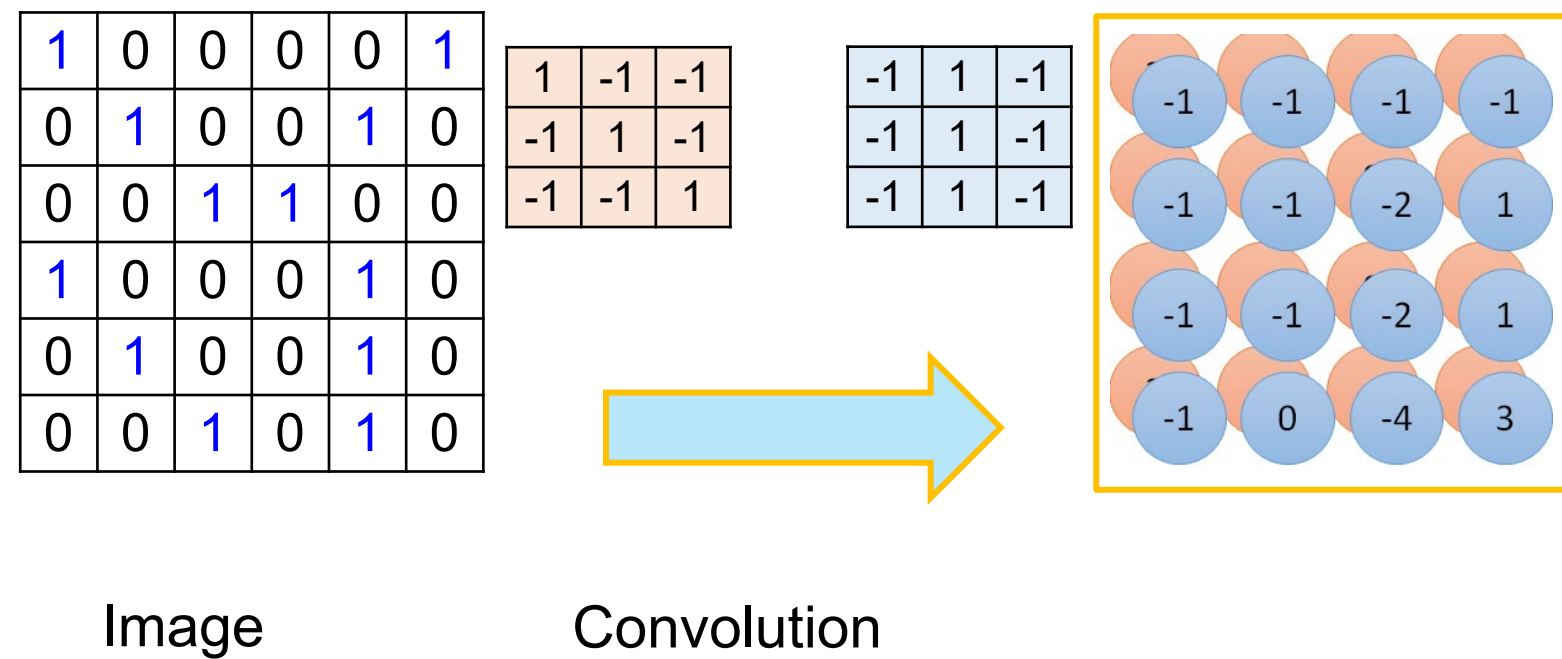 1 0 0 0 0 1
0 1 0 0 1 0
0 0 1 1 0 0
1 0 0 0 1 0
0 1 0 0 1 0
0 0 1 0 1 0
1 -1 -1
-1 1 -1
-1 -1 1
-1 1 -1
-1 1 -1
-1 1 -1
-1 -1 -1 -1
-1 -1 -2 1
-1 -1 -2 1
-1 0 -4 3
Image
Convolution